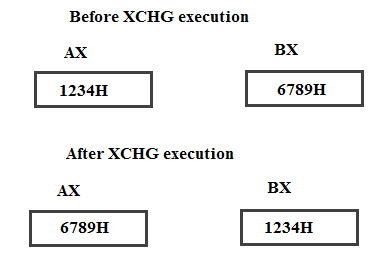 Before XCHG execution
AX BX
1234H 6789H
After XCHG execution
AX BX
6789H 1234H